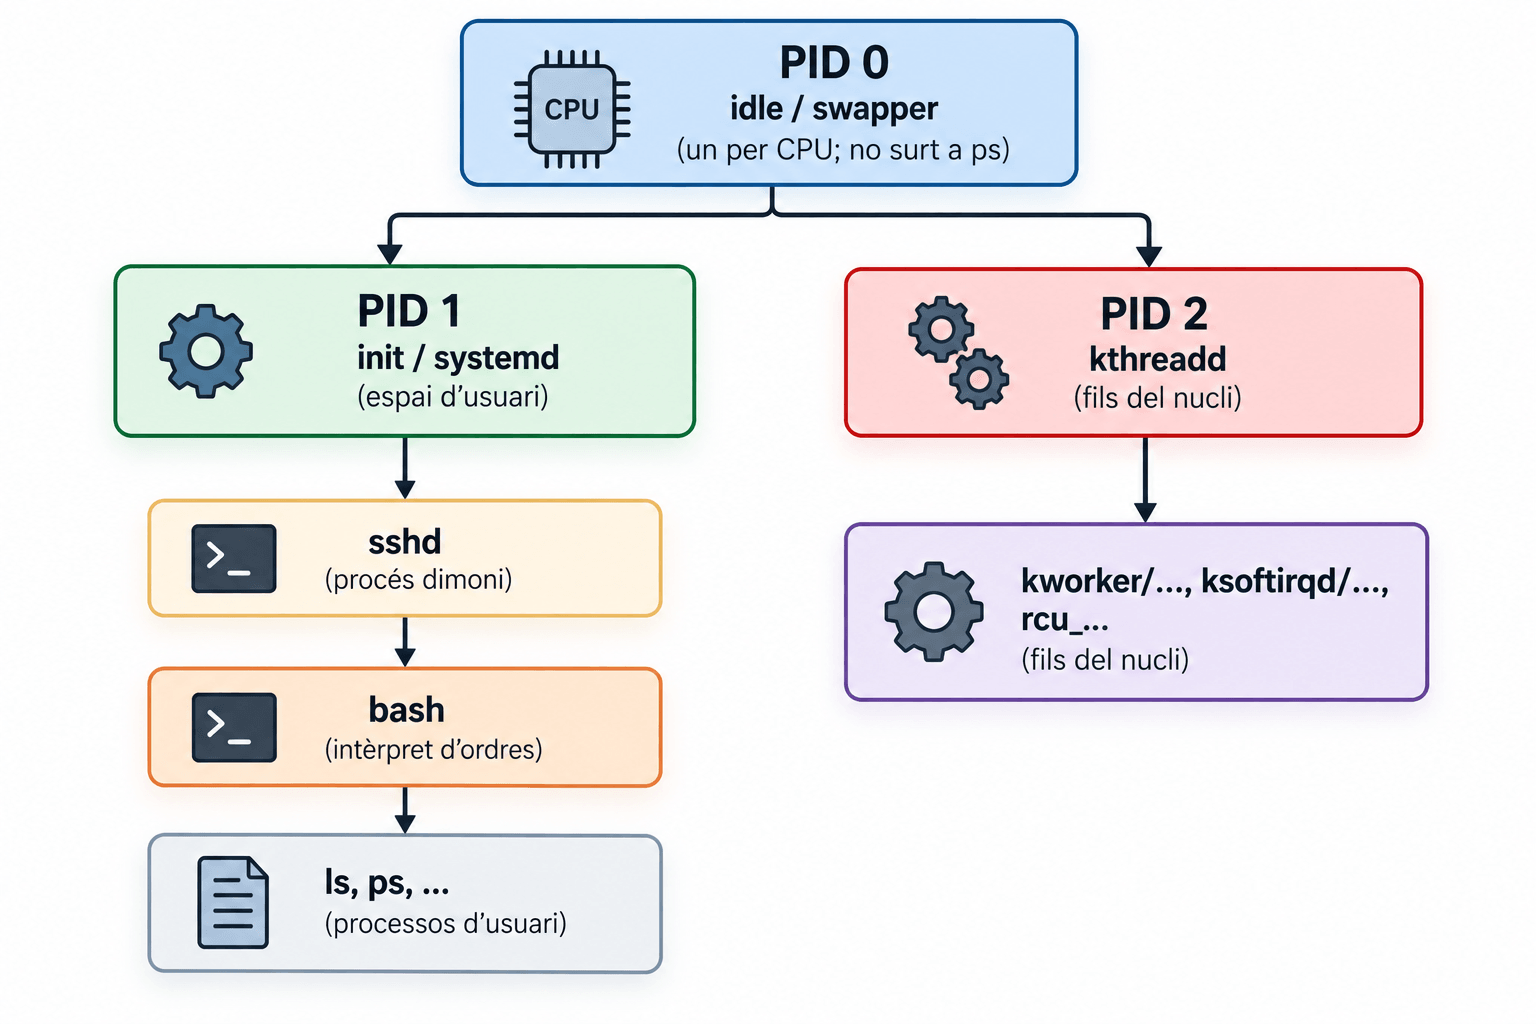 CPU
PID 0
idle / swapper
(un per CPU; no surt a ps)
PID 1
init / systemd
(espai d’usuari)
PID 2
kthreadd
(fils del nucli)
sshd
(procés dimoni)
kworker/..., ksoftirqd/...,
rcu_...
(fils del nucli)
bash
(intèrpret d’ordres)
ls, ps, ...
(processos d’usuari)